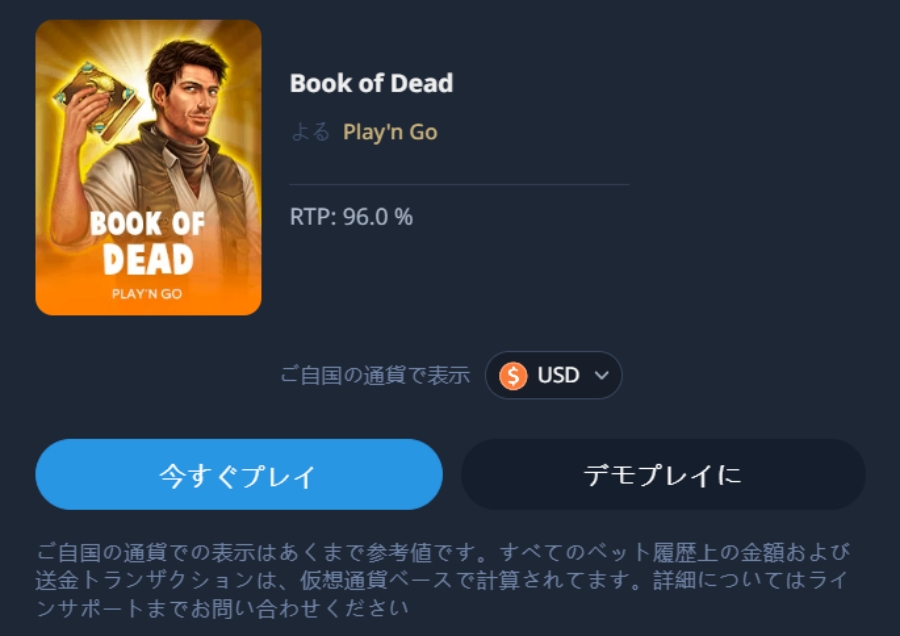 BOOK OF
DEAD
PLAY'N GO
Book of Dead
よる Play'n Go
RTP: 96.0 %
ご自国の通貨で表示 USD
今すぐプレイ
デモプレイに
ご自国の通貨での表示はあくまで参考値です。すべてのベット履歴上の金額および
送金トランザクションは、仮想通貨ベースで計算されてます。詳細についてはライ
ンサポートまでお問い合わせください